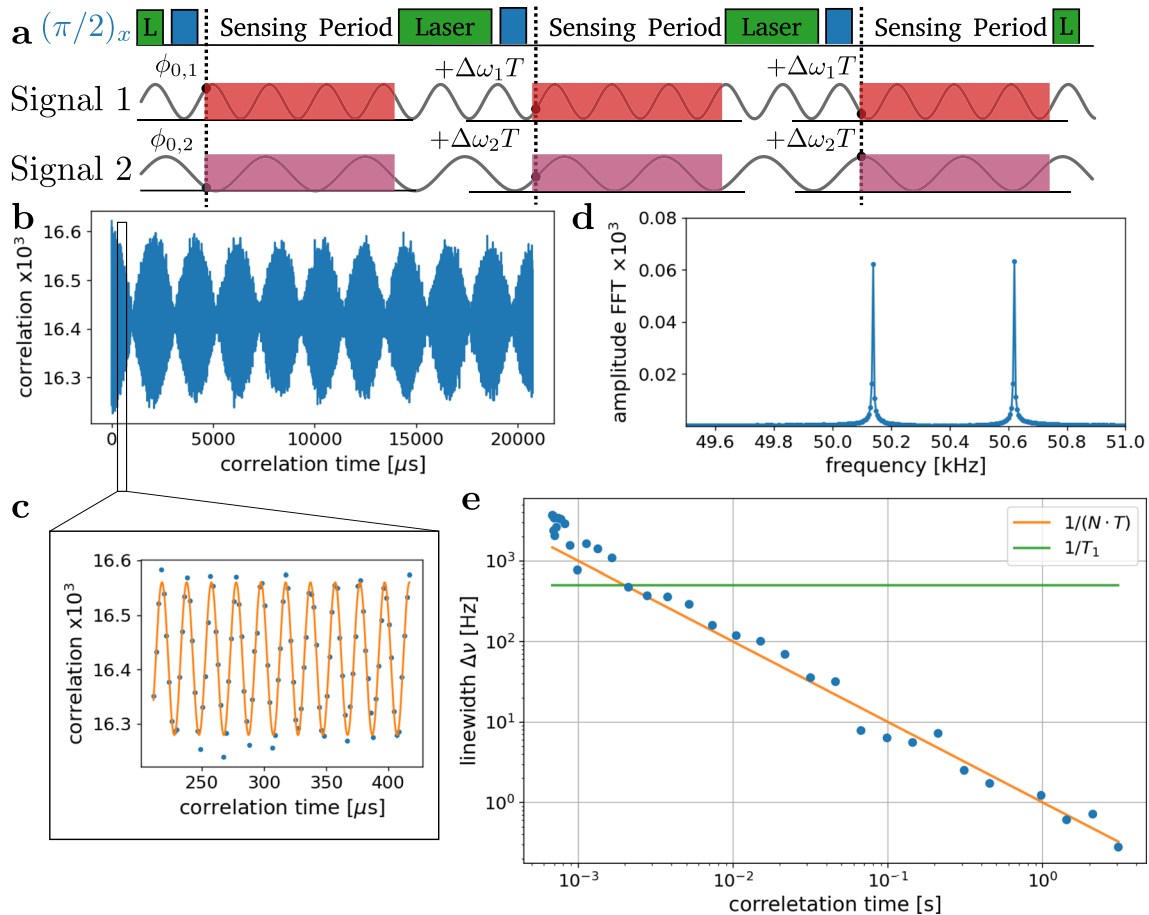 a (π/2)ₓ L Sensing Period Laser Sensing Period Laser Sensing Period L
Signal 1 ϕ₀,₁ +Δω₁T +Δω₁T
Signal 2 ϕ₀,₂ +Δω₂T +Δω₂T
b
correlation x10³
16.6
16.5
16.4
16.3
0 5000 10000 15000 20000
correlation time [μs]
c
correlation x10³
16.6
16.5
16.4
16.3
250 300 350 400
correlation time [μs]
d
amplitude FFT ×10³
0.08
0.06
0.04
0.02
49.6 49.8 50.0 50.2 50.4 50.6 50.8 51.0
frequency [kHz]
e
linewidth Δν [Hz]
10³
10²
10¹
10⁰
1/(N · T)
1/T₁
10⁻³ 10⁻² 10⁻¹ 10⁰
correletation time [s]